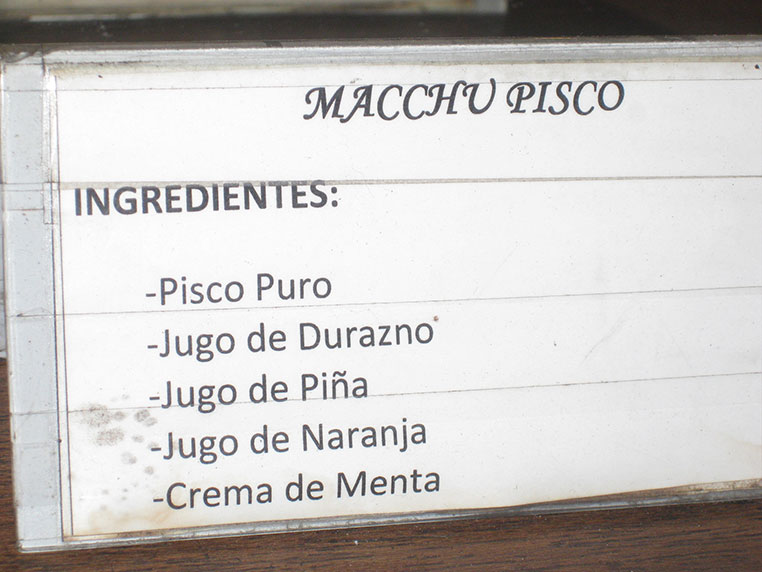 MACCHU PISCO
INGREDIENTES:
-Pisco Puro
-Jugo de Durazno
-Jugo de Piña
-Jugo de Naranja
-Crema de Menta